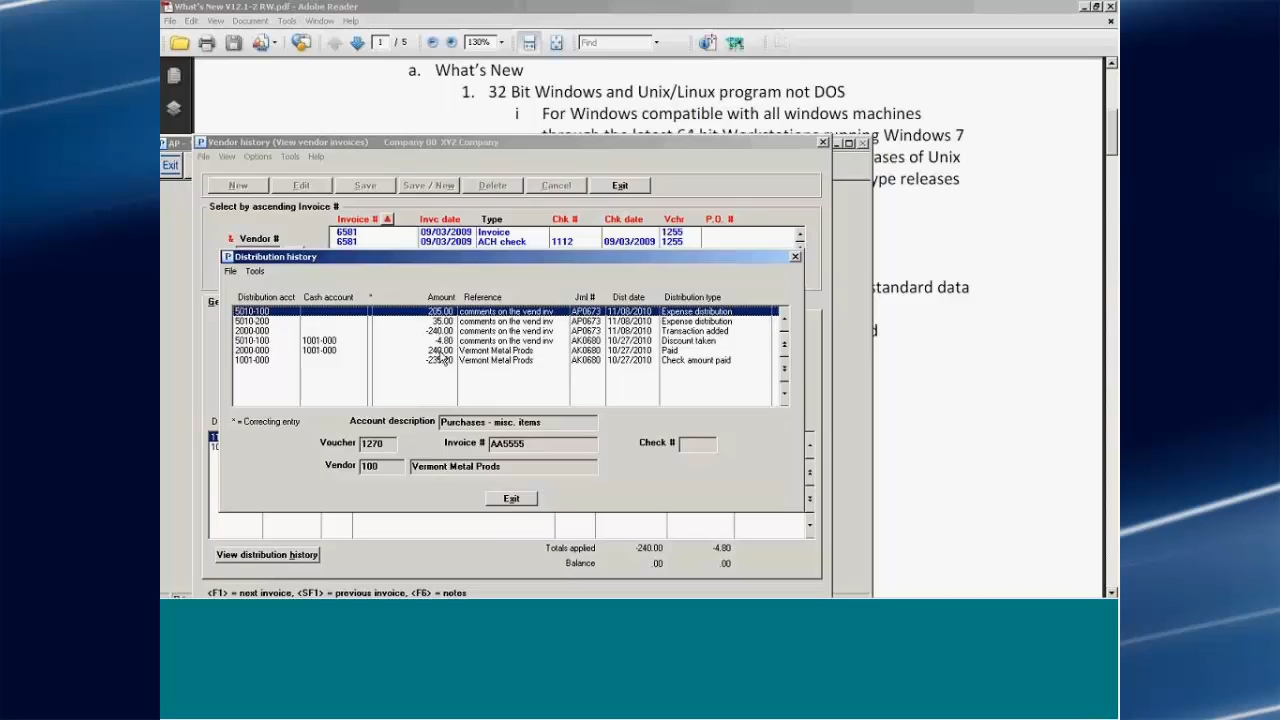 What's New V12.1-2 RW.pdf - Adobe Reader
File Edit View Document Tools Window Help
1 / 5 130% Find
a. What's New
1. 32 Bit Windows and Unix/Linux program not DOS
i For Windows compatible with all windows machines
through the latest 64 bit Workstations running Windows 7
ases of Unix
ype releases
standard data
AP -
Exit
Vendor history (View vendor invoices) Company 00 XYZ Company
File View Options Tools Help
New Edit Save Save / New Delete Cancel Exit
Select by ascending Invoice #
Invoice # Invc date Type Chk # Chk date Vchr P.O. #
& Vendor #
6581 09/03/2009 Invoice 1255
6581 09/03/2009 ACH check 1112 09/03/2009 1255
Ge
Distribution history
File Tools
Distribution acct Cash account * Amount Reference Jrnl # Dist date Distribution type
5010-100 205.00 comments on the vend inv AP0673 11/08/2010 Expense distribution
5010-200 35.00 comments on the vend inv AP0673 11/08/2010 Expense distribution
2000-000 -240.00 comments on the vend inv AP0673 11/08/2010 Transaction added
5010-100 1001-000 -4.80 comments on the vend inv AK0680 10/27/2010 Discount taken
2000-000 1001-000 240.00 Vermont Metal Prods AK0680 10/27/2010 Paid
1001-000 Vermont Metal Prods AK0680 10/27/2010 Check amount paid
* = Correcting entry Account description Purchases - misc. items
Voucher 1270 Invoice # AA5555 Check #
Vendor 100 Vermont Metal Prods
Exit
View distribution history
Totals applied -240.00 -4.80
Balance .00 .00
<F1> = next invoice, <SF1> = previous invoice, <F6> = notes